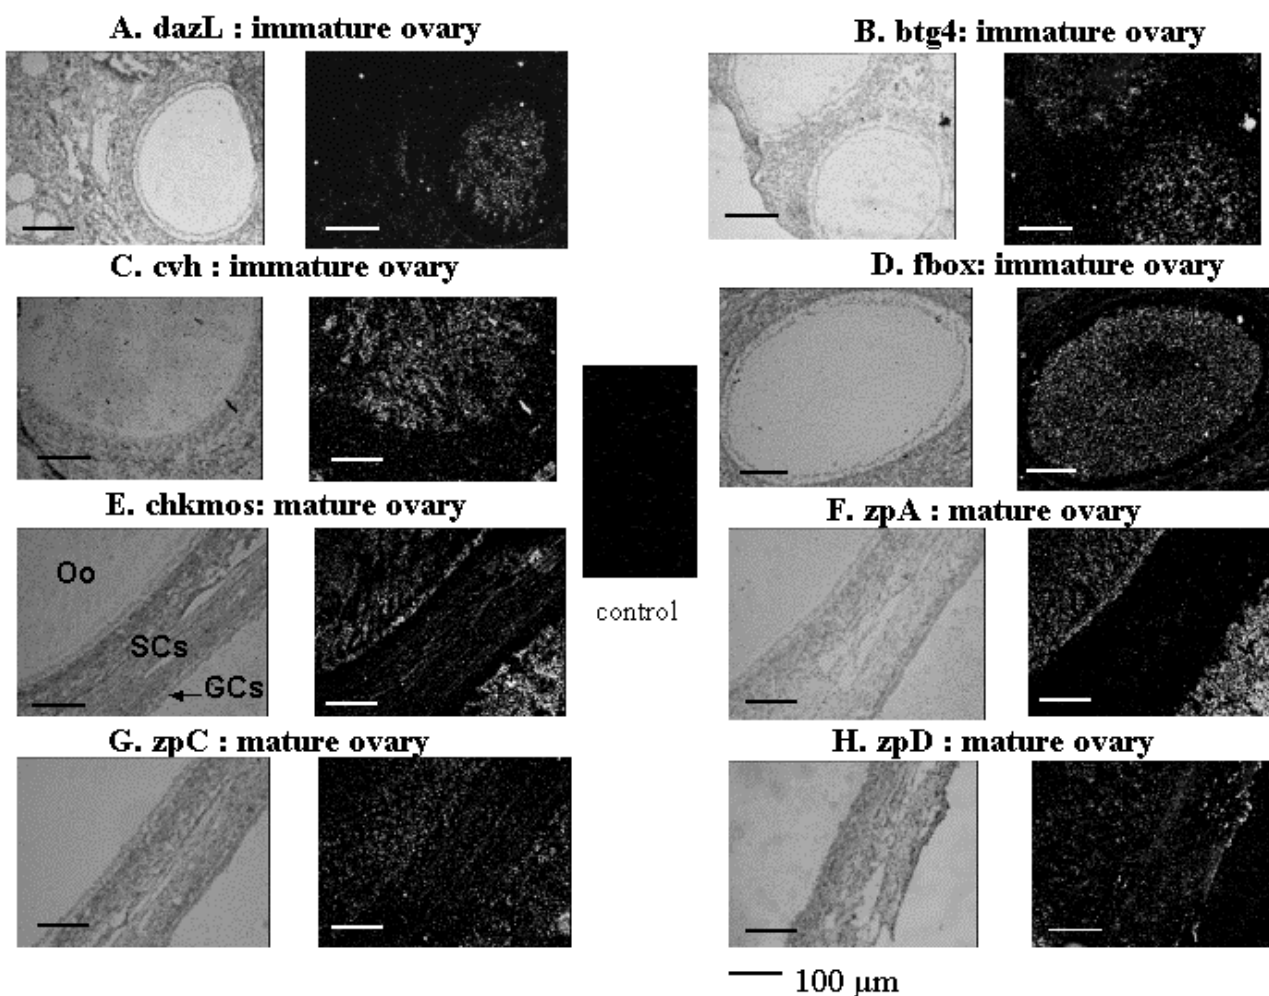 A. dazL : immature ovary
B. btg4: immature ovary
C. cvh : immature ovary
D. fbox: immature ovary
control
E. chkmos: mature ovary
F. zpA : mature ovary
Oo
SCs
GCs
G. zpC : mature ovary
H. zpD : mature ovary
100 µm